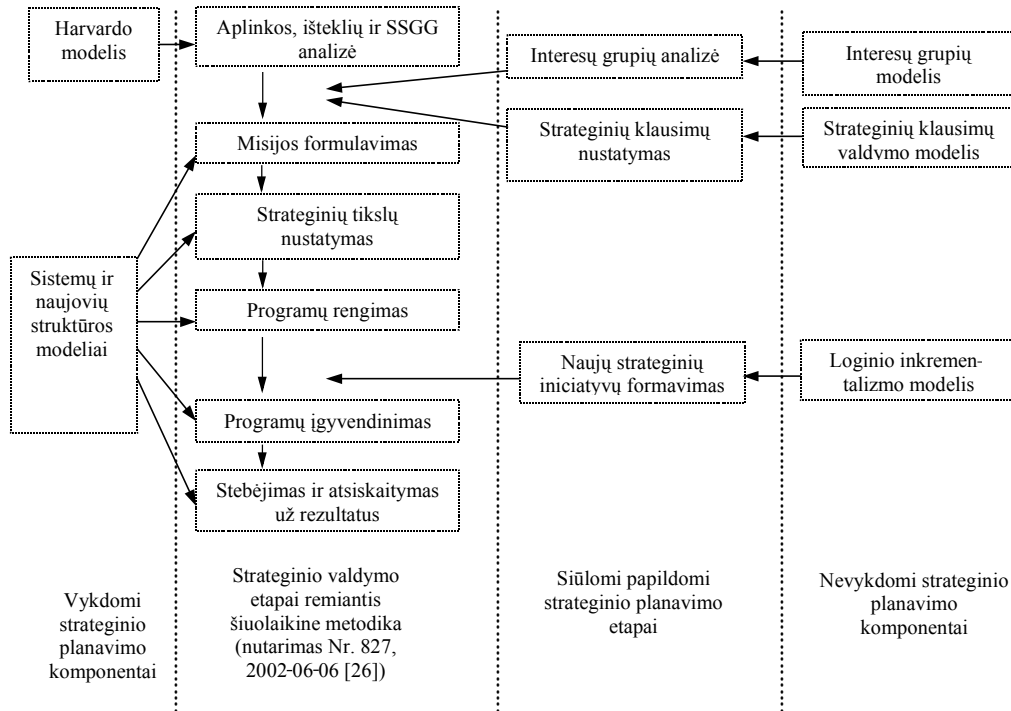 Harvardo
modelis
Aplinkos, išteklių ir SSGG
analizė
Interesų grupių analizė
Interesų grupių
modelis
Strateginių klausimų
nustatymas
Strateginių klausimų
valdymo modelis
Misijos formulavimas
Strateginių tikslų
nustatymas
Sistemų ir
naujovių
struktūros
modeliai
Programų rengimas
Naujų strateginių
iniciatyvų formavimas
Loginio inkremen-
talizmo modelis
Programų įgyvendinimas
Stebėjimas ir atsiskaitymas
už rezultatus
Vykdomi
strateginio
planavimo
komponentai
Strateginio valdymo
etapai remiantis
šiuolaikine metodika
(nutarimas Nr. 827,
2002-06-06 [26])
Siūlomi papildomi
strateginio planavimo
etapai
Nevykdomi strateginio
planavimo
komponentai